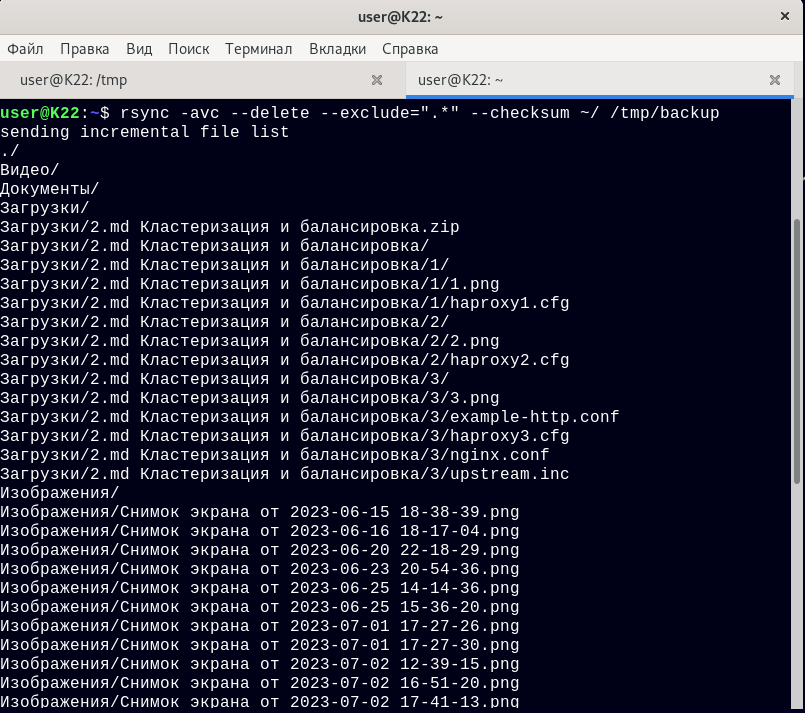 user@K22: ~
Файл Правка Вид Поиск Терминал Вкладки Справка
user@K22: /tmp user@K22: ~
user@K22:~$ rsync -avc --delete --exclude=".*" --checksum ~/ /tmp/backup
sending incremental file list
./
Видео/
Документы/
Загрузки/
Загрузки/2.md Кластеризация и балансировка.zip
Загрузки/2.md Кластеризация и балансировка/
Загрузки/2.md Кластеризация и балансировка/1/
Загрузки/2.md Кластеризация и балансировка/1/1.png
Загрузки/2.md Кластеризация и балансировка/1/haproxy1.cfg
Загрузки/2.md Кластеризация и балансировка/2/
Загрузки/2.md Кластеризация и балансировка/2/2.png
Загрузки/2.md Кластеризация и балансировка/2/haproxy2.cfg
Загрузки/2.md Кластеризация и балансировка/3/
Загрузки/2.md Кластеризация и балансировка/3/3.png
Загрузки/2.md Кластеризация и балансировка/3/example-http.conf
Загрузки/2.md Кластеризация и балансировка/3/haproxy3.cfg
Загрузки/2.md Кластеризация и балансировка/3/nginx.conf
Загрузки/2.md Кластеризация и балансировка/3/upstream.inc
Изображения/
Изображения/Снимок экрана от 2023-06-15 18-38-39.png
Изображения/Снимок экрана от 2023-06-16 18-17-04.png
Изображения/Снимок экрана от 2023-06-20 22-18-29.png
Изображения/Снимок экрана от 2023-06-23 20-54-36.png
Изображения/Снимок экрана от 2023-06-25 14-14-36.png
Изображения/Снимок экрана от 2023-06-25 15-36-20.png
Изображения/Снимок экрана от 2023-07-01 17-27-26.png
Изображения/Снимок экрана от 2023-07-01 17-27-30.png
Изображения/Снимок экрана от 2023-07-02 12-39-15.png
Изображения/Снимок экрана от 2023-07-02 16-51-20.png
Изображения/Снимок экрана от 2023-07-02 17-41-13.png